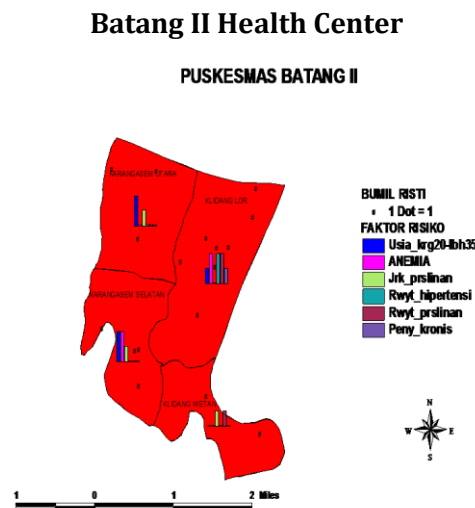 Batang II Health Center
PUSKESMAS BATANG II
KARANGASEM UTARA
KLIDANG LOR
KARANGASEM SELATAN
KLIDANG WETAN
BUMIL RISTI
1 Dot = 1
FAKTOR RISIKO
Usia_krg20-lbh35
ANEMIA
Jrk_prslinan
Rwyt_hipertensi
Rwyt_prslinan
Peny_kronis
N
W E
S
1 0 1 2 Miles